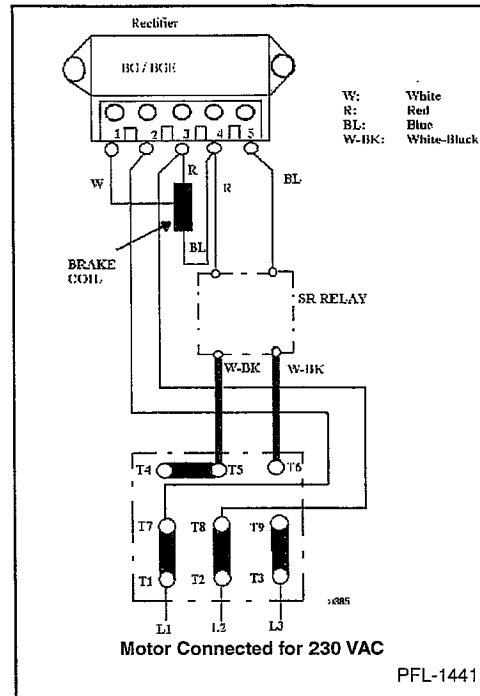 Rectifier
BG / BGE
1 2 3 4 5
W: White
R: Red
BL: Blue
W-BK: White-Black
W
R
R
BL
BL
BRAKE
COIL
SR RELAY
W-BK
W-BK
T4
T5
T6
T7
T8
T9
T1
T2
T3
L1
L2
L3
Motor Connected for 230 VAC
PFL-1441